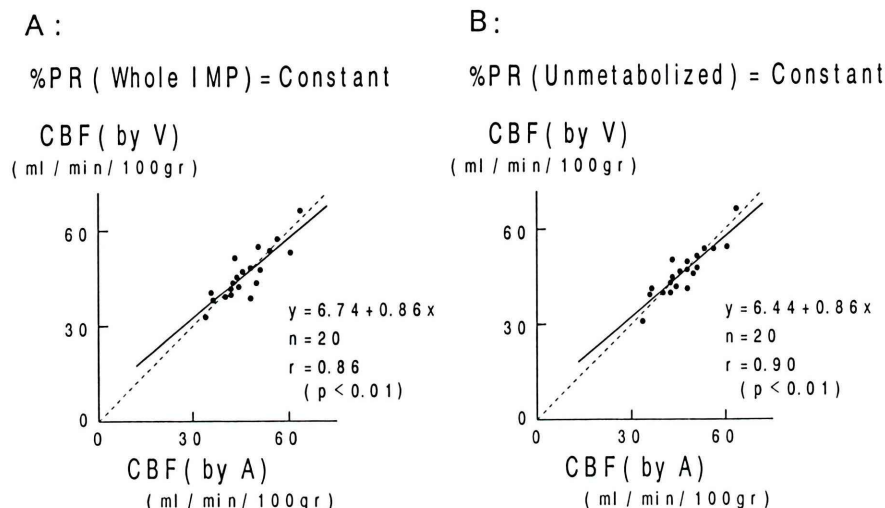 A:
%PR (Whole IMP) = Constant
CBF(by V)
(ml/min/100gr)
60
30
0
0 30 60
y=6.74+0.86x
n=20
r=0.86
(p<0.01)
CBF(by A)
(ml/min/100gr)
B:
%PR(Unmetabolized) = Constant
CBF(by V)
(ml/min/100gr)
60
30
0
0 30 60
y=6.44+0.86x
n=20
r=0.90
(p<0.01)
CBF(by A)
(ml/min/100gr)